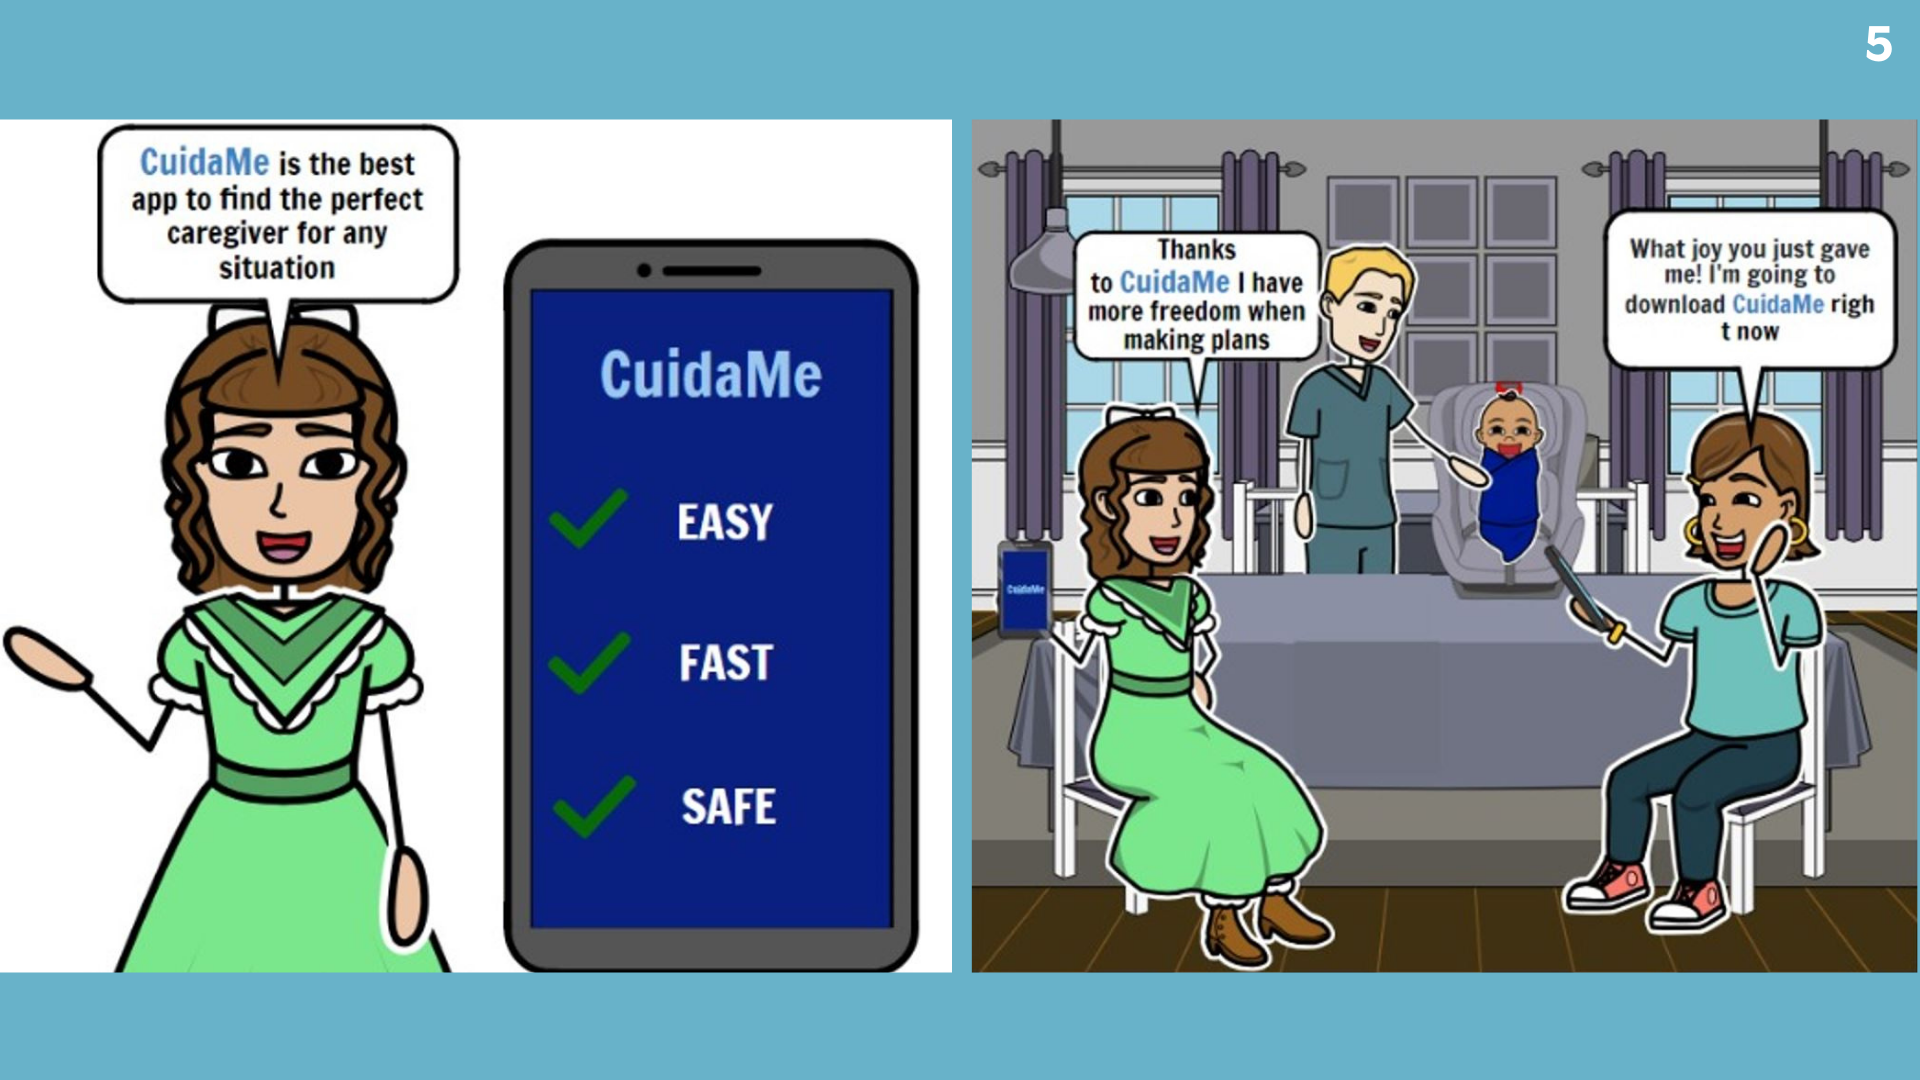 5
CuidaMe is the best
app to find the perfect
caregiver for any
situation
CuidaMe
EASY
FAST
SAFE
Thanks
to CuidaMe I have
more freedom when
making plans
What joy you just gave
me! I'm going to
download CuidaMe righ
t now
CuidaMe